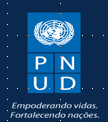 P N
U D
Empoderando vidas.
Fortalecendo nações.